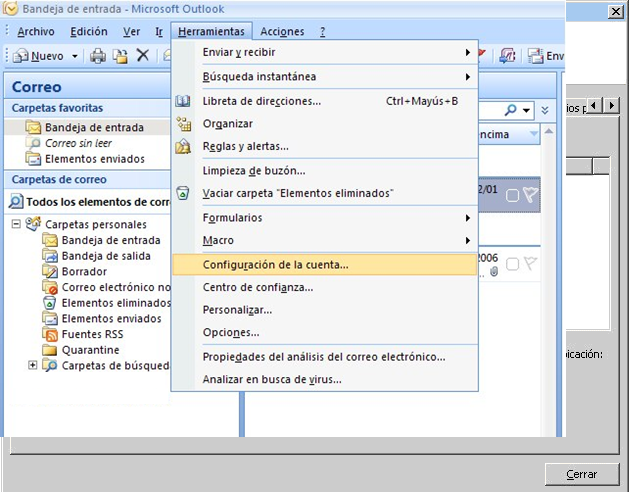 Bandeja de entrada - Microsoft Outlook
Archivo Edición Ver Ir Herramientas Acciones ?
Nuevo
Enviar y recibir
Búsqueda instantánea
Libreta de direcciones... Ctrl+Mayús+B
Organizar
Reglas y alertas...
Limpieza de buzón...
Vaciar carpeta "Elementos eliminados"
Formularios
Macro
Configuración de la cuenta...
Centro de confianza...
Personalizar...
Opciones...
Propiedades del análisis del correo electrónico...
Analizar en busca de virus...
Correo
Carpetas favoritas
Bandeja de entrada
Correo sin leer
Elementos enviados
Carpetas de correo
Todos los elementos de corr
Carpetas personales
Bandeja de entrada
Bandeja de salida
Borrador
Correo electrónico no
Elementos eliminados
Elementos enviados
Fuentes RSS
Quarantine
Carpetas de búsqued
Env
encima
2/01
2006
ios p
bicación:
Cerrar